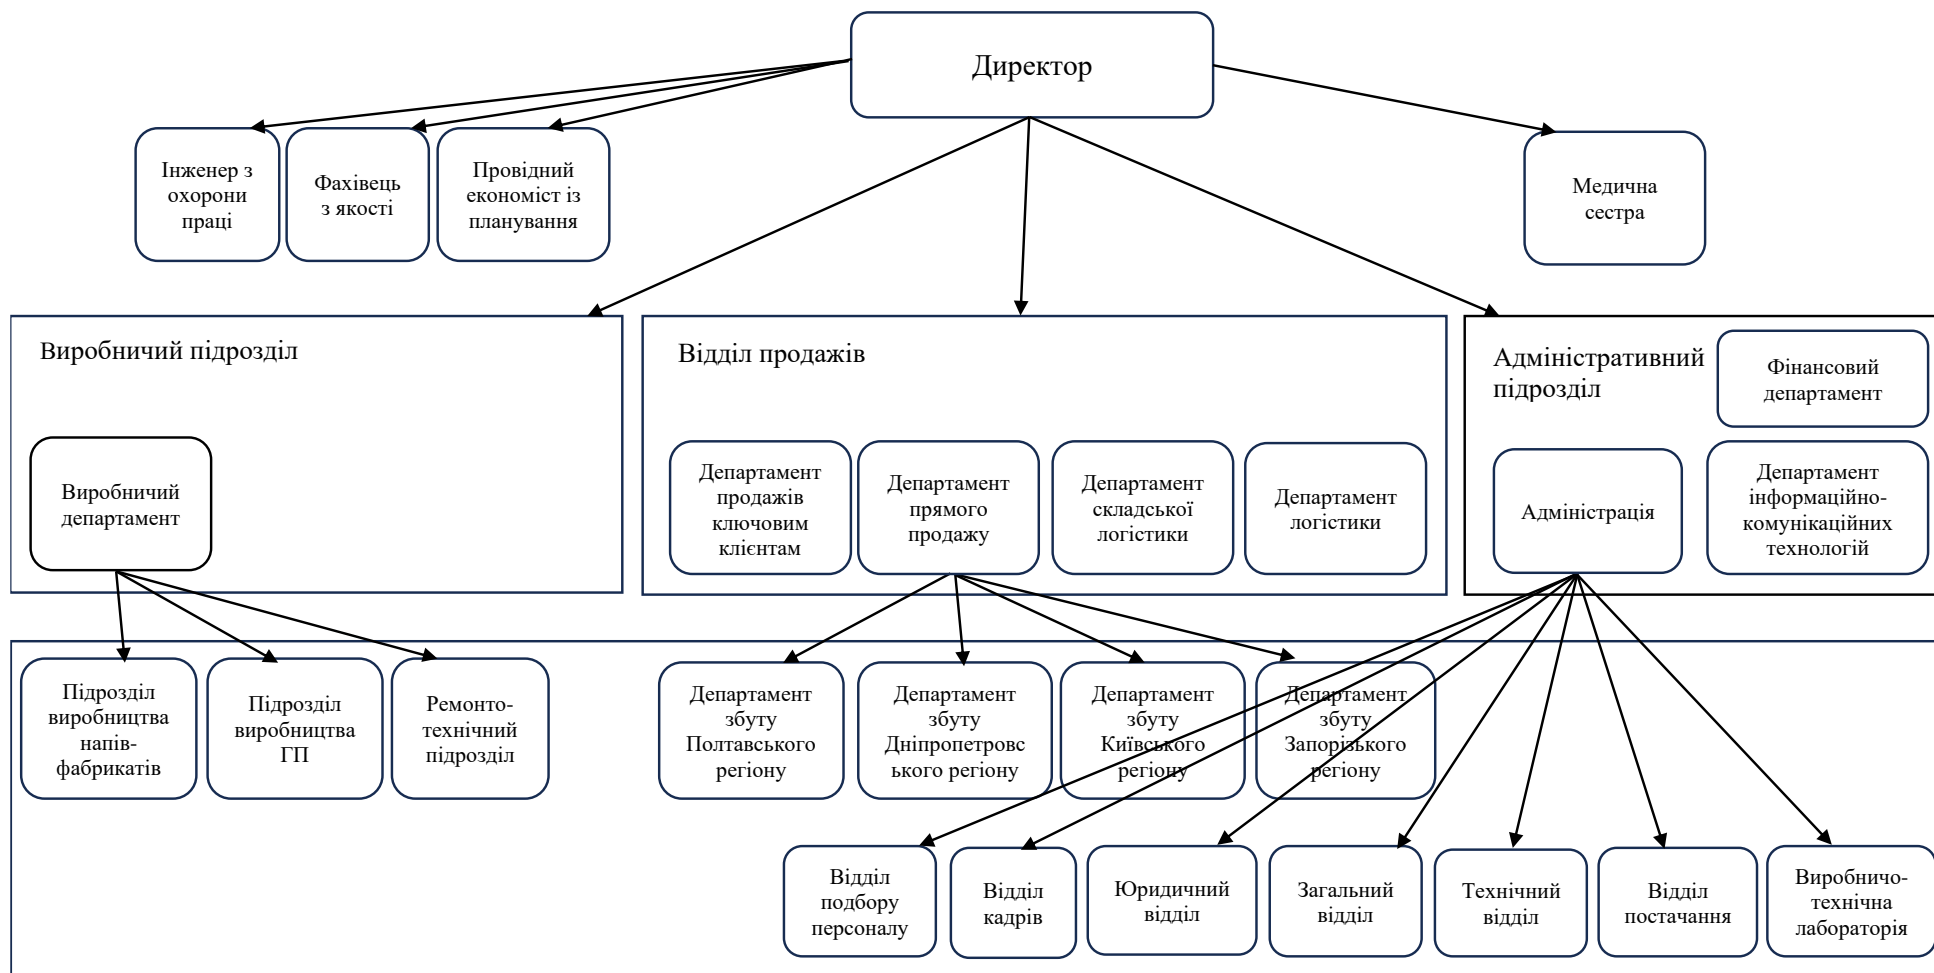 Директор
Інженер з
охорони
праці
Фахівець
з якості
Провідний
економіст із
планування
Медична
сестра
Виробничий підрозділ
Відділ продажів
Адміністративний
підрозділ
Фінансовий
департамент
Виробничий
департамент
Департамент
продажів
ключовим
клієнтам
Департамент
прямого
продажу
Департамент
складської
логістики
Департамент
логістики
Адміністрація
Департамент
інформаційно-
комунікаційних
технологій
Підрозділ
виробництва
напів-
фабрикатів
Підрозділ
виробництва
ГП
Ремонто-
технічний
підрозділ
Департамент
збуту
Полтавського
регіону
Департамент
збуту
Дніпропетровс
ького регіону
Департамент
збуту
Київського
регіону
Департамент
збуту
Запорізького
регіону
Відділ
подбору
персоналу
Відділ
кадрів
Юридичний
відділ
Загальний
відділ
Технічний
відділ
Відділ
постачання
Виробничо-
технічна
лабораторія